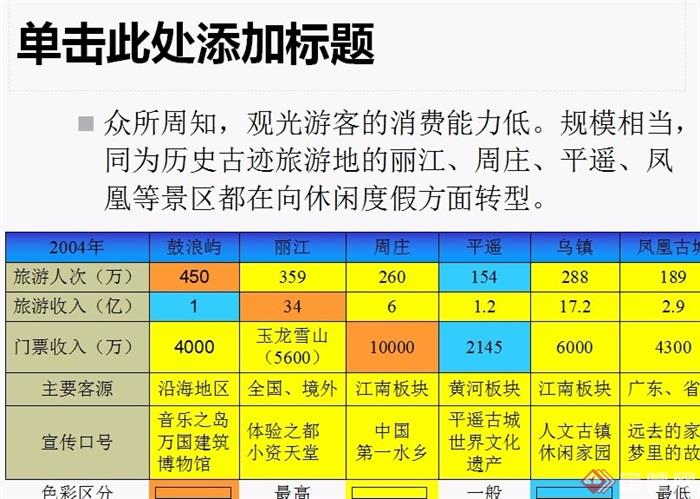 单击此处添加标题
众所周知，观光游客的消费能力低。规模相当，
同为历史古迹旅游地的丽江、周庄、平遥、凤
凰等景区都在向休闲度假方面转型。
2004年 鼓浪屿 丽江 周庄 平遥 乌镇 凤凰古城
旅游人次（万） 450 359 260 154 288 189
旅游收入（亿） 1 34 6 1.2 17.2 2.9
门票收入（万） 4000 玉龙雪山（5600） 10000 2145 6000 4300
主要客源 沿海地区 全国、境外 江南板块 黄河板块 江南板块 广东、省
宣传口号 音乐之岛万国建筑博物馆 体验之都小资天堂 中国第一水乡 平遥古城世界文化遗产 人文古镇休闲家园 远去的家梦里的故
色彩区分 最高 一般 最低